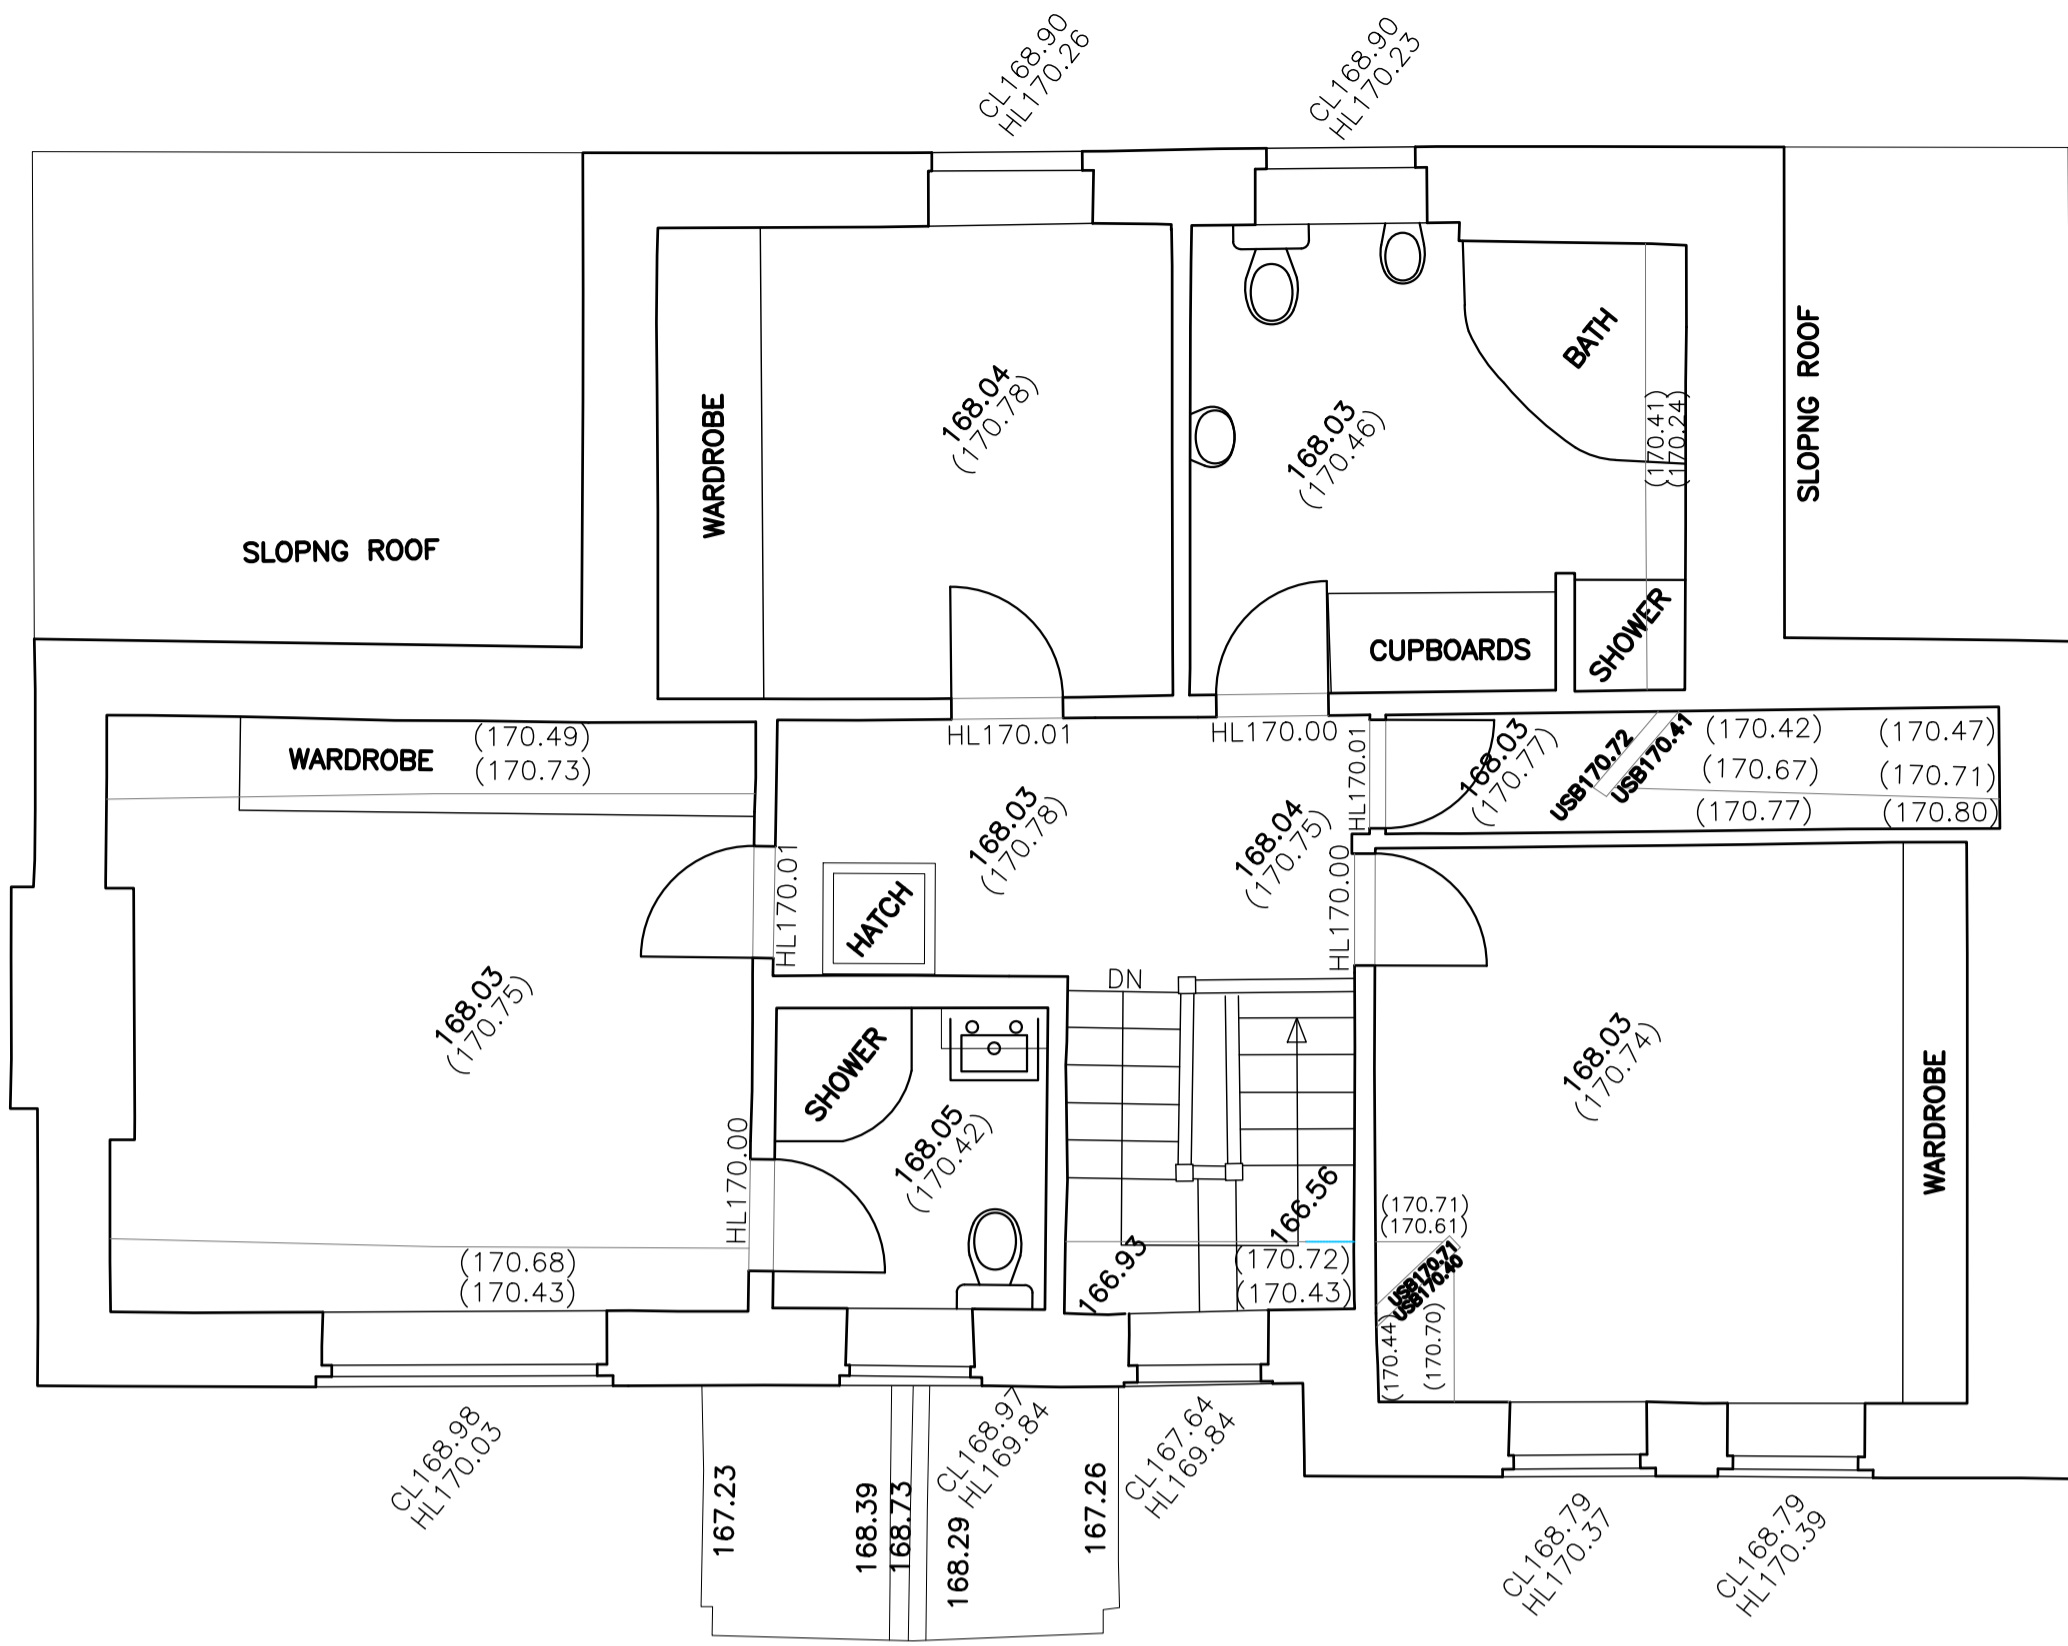 CL168.90
HL170.26
CL168.90
HL170.23
SLOPNG ROOF
WARDROBE
168.04
(170.78)
168.03
(170.46)
BATH
(170.41)
(170.24)
SLOPNG ROOF
CUPBOARDS
SHOWER
WARDROBE
(170.49)
(170.73)
HL170.01
HL170.00
HL170.01
168.03
(170.77)
USB170.72
USB170.41
(170.42)
(170.47)
(170.67)
(170.71)
(170.77)
(170.80)
HL170.01
HATCH
168.03
(170.78)
168.04
(170.75)
HL170.00
168.03
(170.75)
DN
SHOWER
168.05
(170.42)
HL170.00
168.03
(170.74)
WARDROBE
166.56
166.93
(170.72)
(170.43)
(170.68)
(170.43)
(170.71)
(170.61)
USB170.71
USB170.40
(170.44)
(170.70)
CL168.98
HL170.03
167.23
168.39
168.73
168.29
CL168.97
HL169.84
167.26
CL167.64
HL169.84
CL168.79
HL170.37
CL168.79
HL170.39